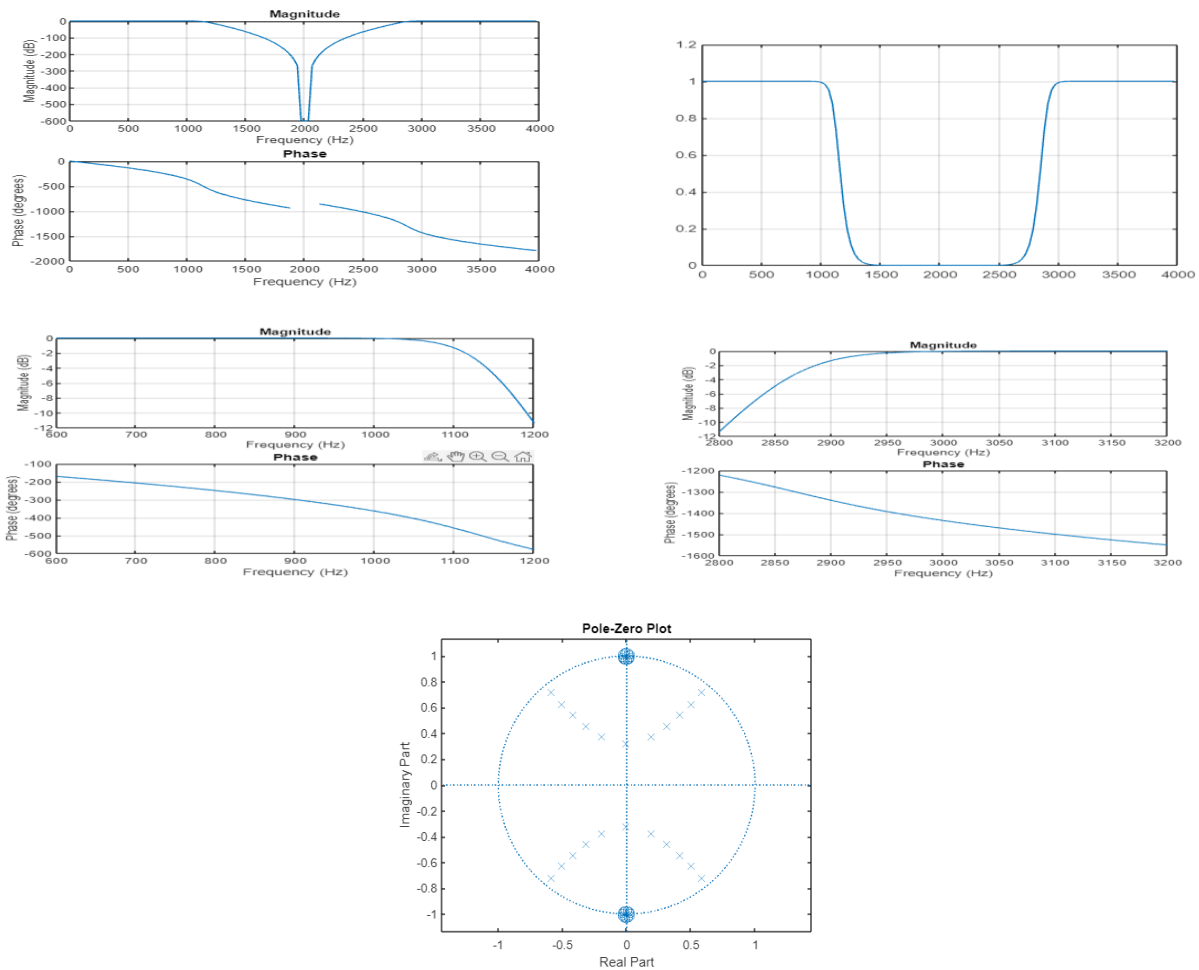 Magnitude
0
-100
-200
-300
-400
-500
-600
Magnitude (dB)
0 500 1000 1500 2000 2500 3000 3500 4000
Frequency (Hz)
Phase
0
-500
-1000
-1500
-2000
Phase (degrees)
0 500 1000 1500 2000 2500 3000 3500 4000
Frequency (Hz)
1.2
1
0.8
0.6
0.4
0.2
0
0 500 1000 1500 2000 2500 3000 3500 4000
Magnitude
0
-2
-4
-6
-8
-10
-12
Magnitude (dB)
600 700 800 900 1000 1100 1200
Frequency (Hz)
Phase
-100
-200
-300
-400
-500
-600
Phase (degrees)
600 700 800 900 1000 1100 1200
Frequency (Hz)
Magnitude
0
-2
-4
-6
-8
-10
-12
Magnitude (dB)
2800 2850 2900 2950 3000 3050 3100 3150 3200
Frequency (Hz)
Phase
-1200
-1300
-1400
-1500
-1600
Phase (degrees)
2800 2850 2900 2950 3000 3050 3100 3150 3200
Frequency (Hz)
Pole-Zero Plot
1
0.8
0.6
0.4
0.2
0
-0.2
-0.4
-0.6
-0.8
-1
Imaginary Part
-1 -0.5 0 0.5 1
Real Part